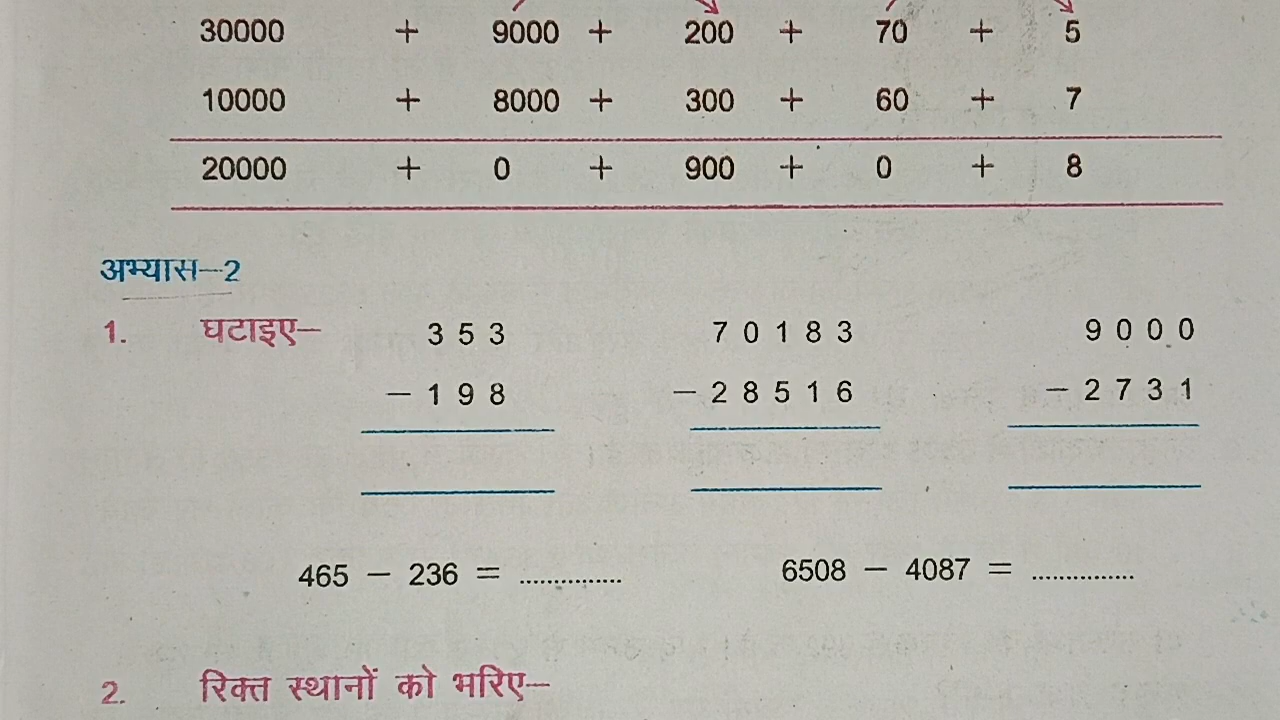 30000 + 9000 + 200 + 70 + 5
10000 + 8000 + 300 + 60 + 7
20000 + 0 + 900 + 0 + 8
अभ्यास–2
1. घटाइए– 353 70183 9000
– 198 – 28516 – 2731
465 – 236 = ............... 6508 – 4087 = ...............
2. रिक्त स्थानों को भरिए–